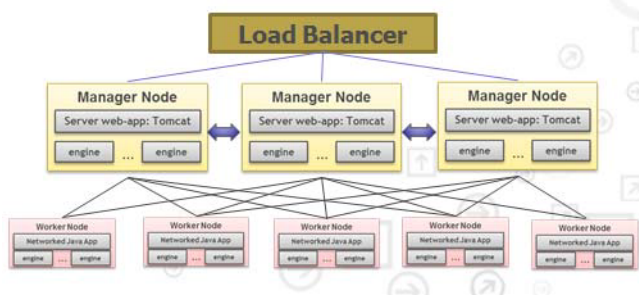 Load Balancer
Manager Node
Server web-app: Tomcat
engine ... engine
Manager Node
Server web-app: Tomcat
engine ... engine
Manager Node
Server web-app: Tomcat
engine ... engine
Worker Node
Networked Java App
engine ... engine
Worker Node
Networked Java App
engine ... engine
Worker Node
Networked Java App
engine ... engine
Worker Node
Networked Java App
engine ... engine
Worker Node
Networked Java App
engine ... engine